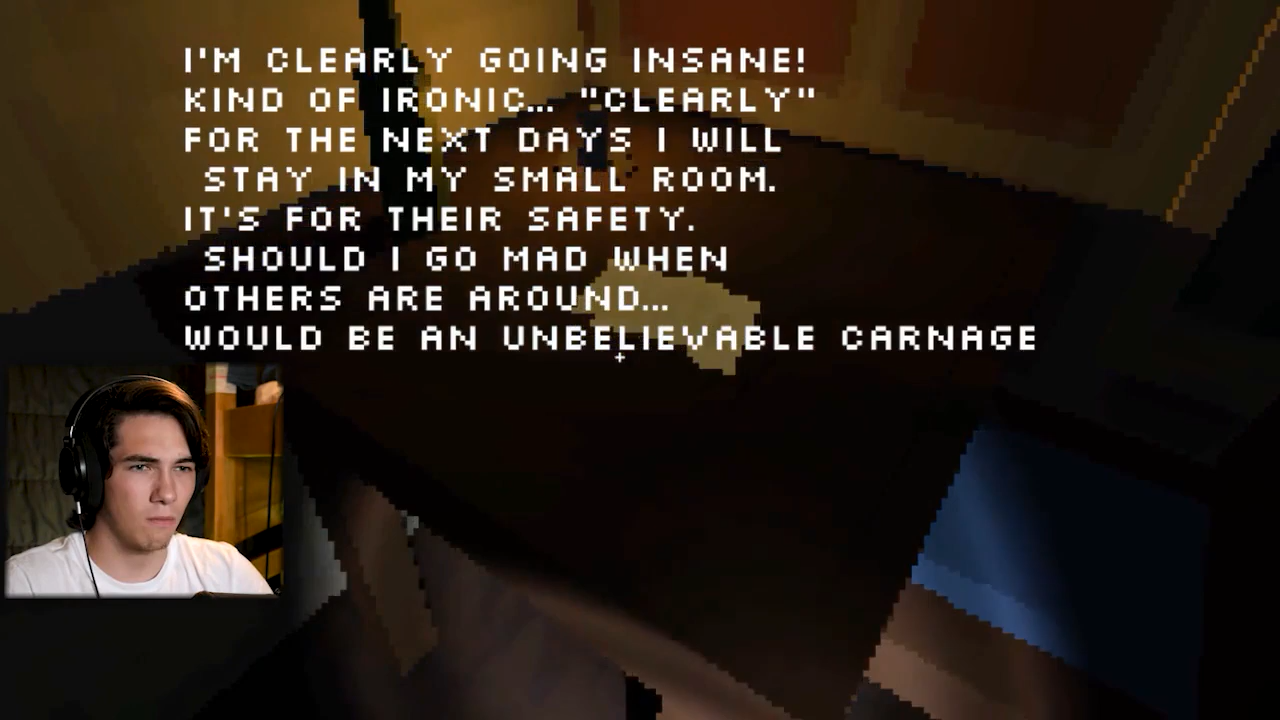 I'M CLEARLY GOING INSANE!
KIND OF IRONIC... "CLEARLY"
FOR THE NEXT DAYS I WILL
STAY IN MY SMALL ROOM.
IT'S FOR THEIR SAFETY.
SHOULD I GO MAD WHEN
OTHERS ARE AROUND...
WOULD BE AN UNBELIEVABLE CARNAGE